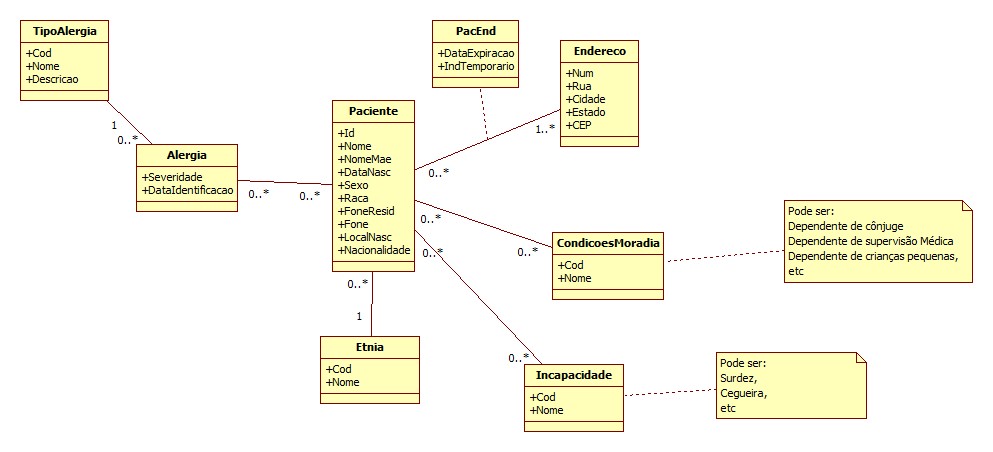 TipoAlergia
+Cod
+Nome
+Descricao
1
0..*
Alergia
+Severidade
+DataIdentificacao
0..*
0..*
Paciente
+Id
+Nome
+NomeMae
+DataNasc
+Sexo
+Raca
+FoneResid
+Fone
+LocalNasc
+Nacionalidade
PacEnd
+DataExpiracao
+IndTemporario
Endereco
+Num
+Rua
+Cidade
+Estado
+CEP
1..*
0..*
0..*
0..*
CondicoesMoradia
+Cod
+Nome
Pode ser:
Dependente de cônjuge
Dependente de supervisão Médica
Dependente de crianças pequenas,
etc
0..*
0..*
Incapacidade
+Cod
+Nome
Pode ser:
Surdez,
Cegueira,
etc
0..*
1
Etnia
+Cod
+Nome